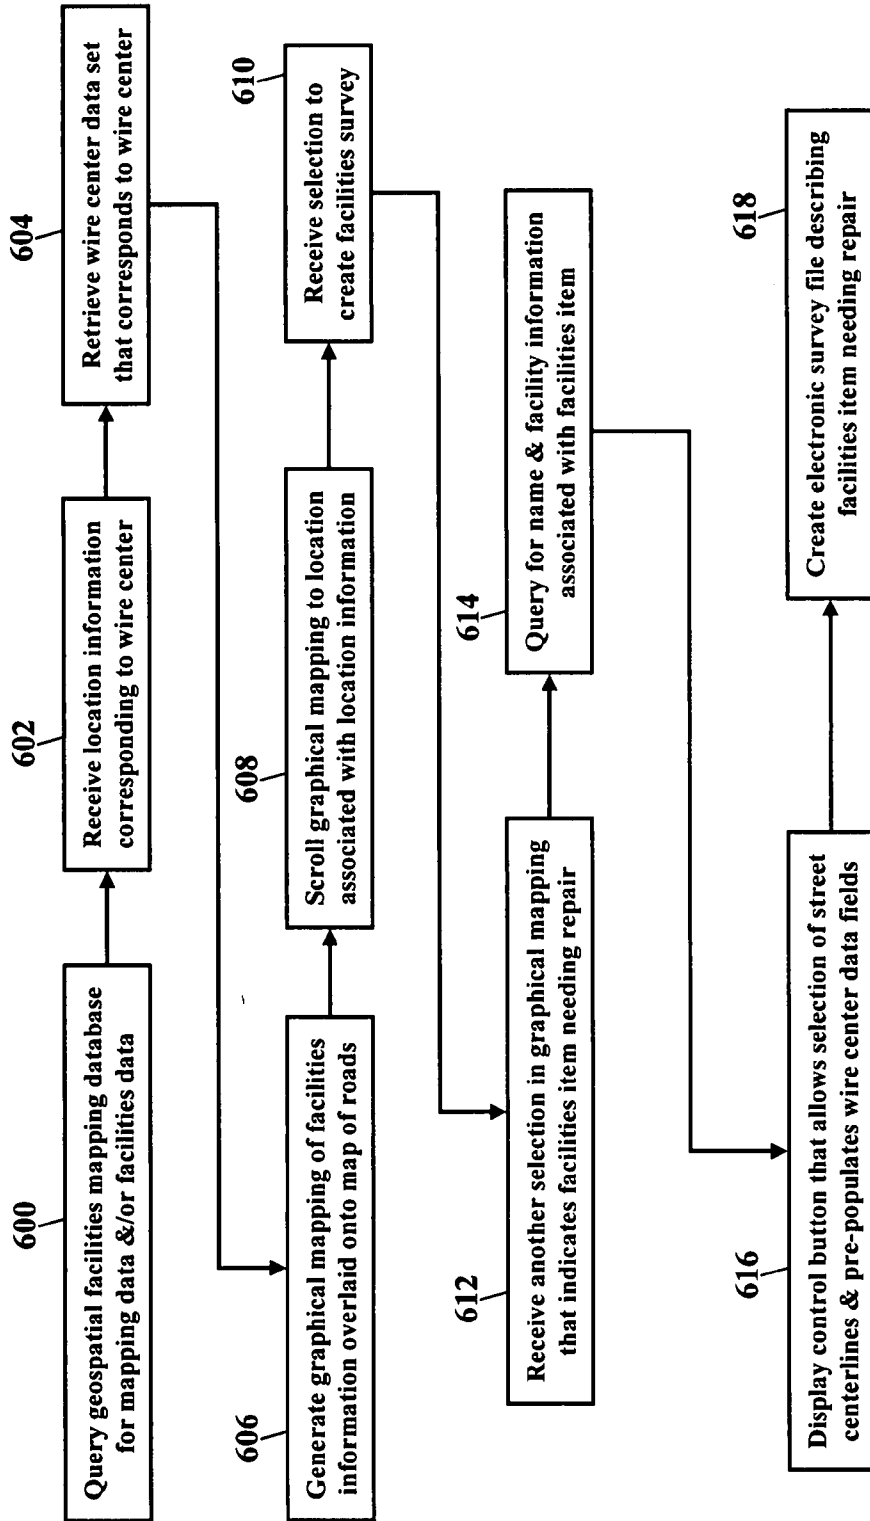 600
Query geospatial facilities mapping database
for mapping data &/or facilities data
602
Receive location information
corresponding to wire center
604
Retrieve wire center data set
that corresponds to wire center
606
Generate graphical mapping of facilities
information overlaid onto map of roads
608
Scroll graphical mapping to location
associated with location information
610
Receive selection to
create facilities survey
612
Receive another selection in graphical mapping
that indicates facilities item needing repair
614
Query for name & facility information
associated with facilities item
616
Display control button that allows selection of street
centerlines & pre-populates wire center data fields
618
Create electronic survey file describing
facilities item needing repair